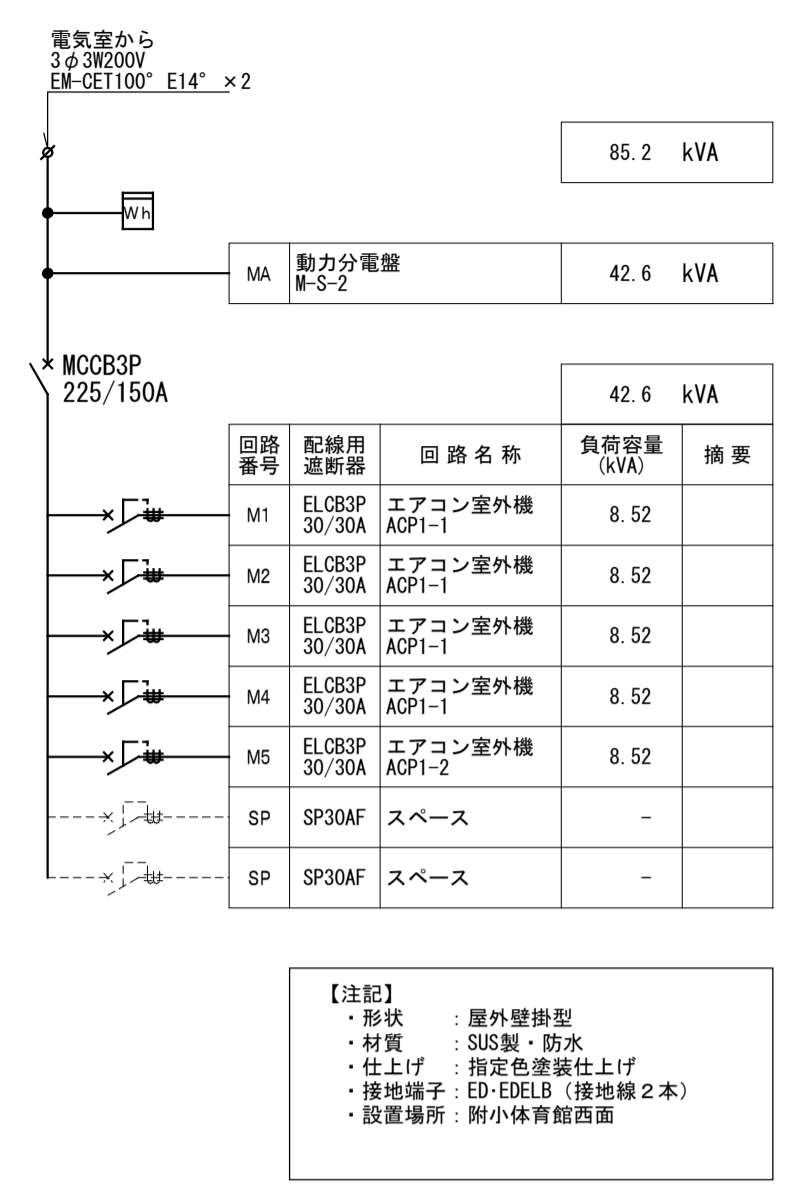 電気室から
3φ3W200V
EM-CET100° E14° ×2
85.2 kVA
Wh
MA 動力分電盤 42.6 kVA
M-S-2
MCCB3P
225/150A
42.6 kVA
回路 配線用 回路名称 負荷容量 摘要
番号 遮断器 (kVA)
M1 ELCB3P エアコン室外機 8.52
30/30A ACP1-1
M2 ELCB3P エアコン室外機 8.52
30/30A ACP1-1
M3 ELCB3P エアコン室外機 8.52
30/30A ACP1-1
M4 ELCB3P エアコン室外機 8.52
30/30A ACP1-1
M5 ELCB3P エアコン室外機 8.52
30/30A ACP1-2
SP SP30AF スペース -
SP SP30AF スペース -
【注記】
・形状 : 屋外壁掛型
・材質 : SUS製・防水
・仕上げ : 指定色塗装仕上げ
・接地端子 : ED･EDELB（接地線２本）
・設置場所 : 附小体育館西面